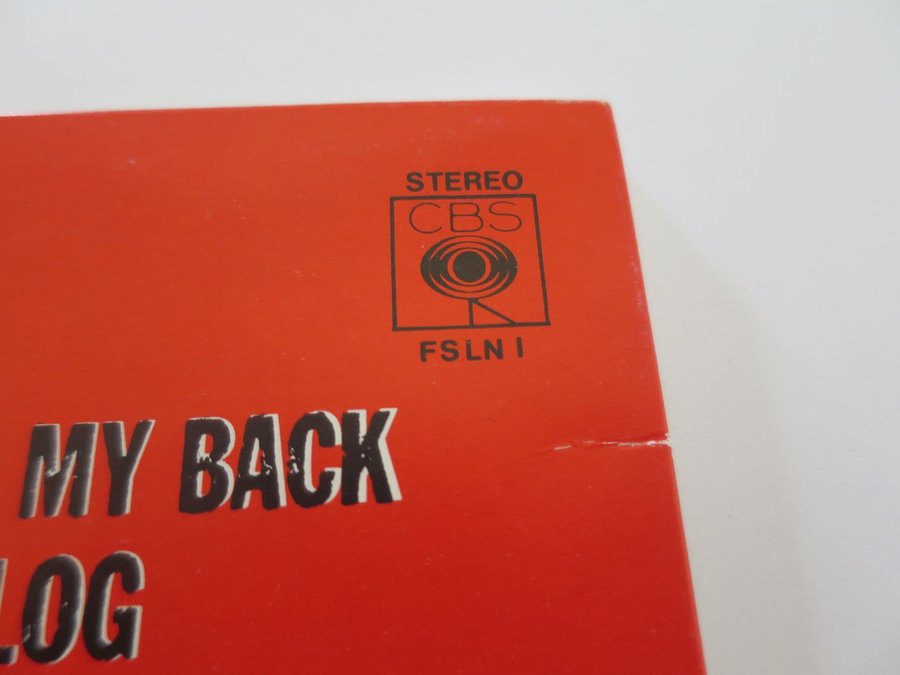 STEREO
CBS
FSLN 1
MY BACK
LOG